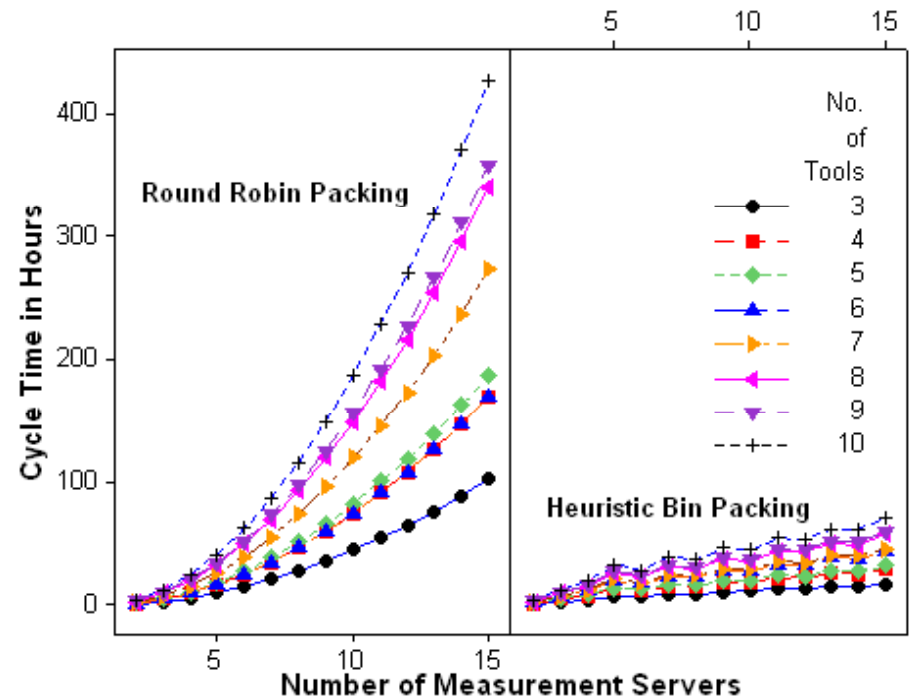 5 10 15
400
300
200
100
0
Cycle Time in Hours
Round Robin Packing
No.
of
Tools
3
4
5
6
7
8
9
10
Heuristic Bin Packing
5 10 15
Number of Measurement Servers